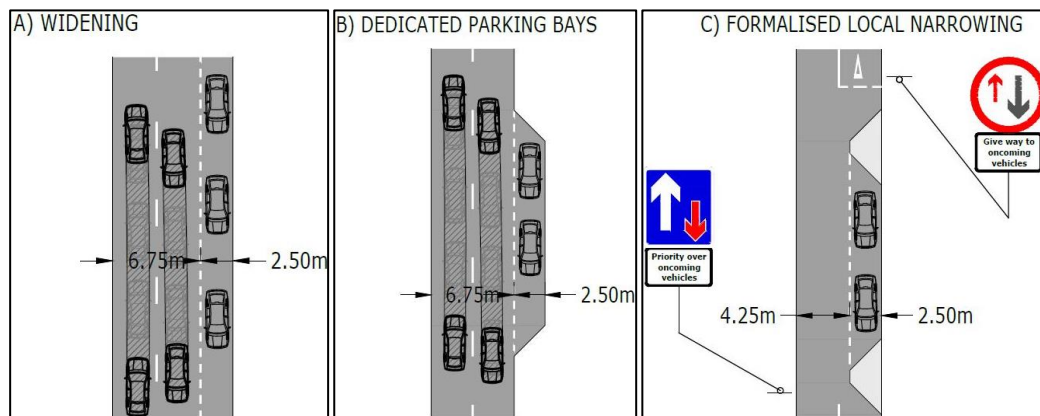 A) WIDENING
6.75m
2.50m
B) DEDICATED PARKING BAYS
6.75m
2.50m
C) FORMALISED LOCAL NARROWING
Give way to
oncoming
vehicles
Priority over
oncoming
vehicles
4.25m
2.50m